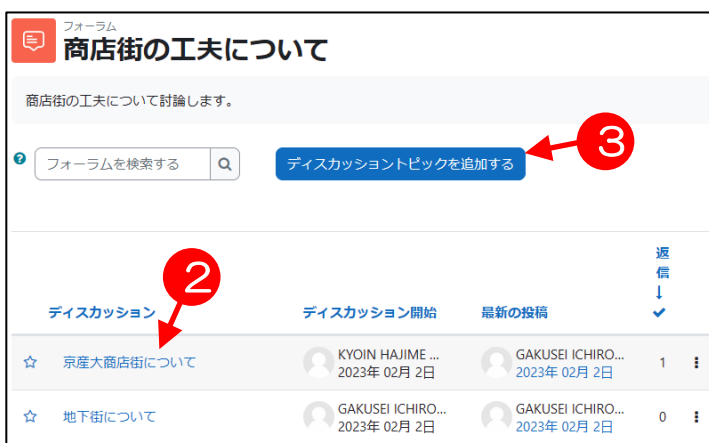 フォーラム
商店街の工夫について
商店街の工夫について討論します。
フォーラムを検索する
ディスカッショントピックを追加する
3
2
ディスカッション
ディスカッション開始
最新の投稿
返
信
↓
京産大商店街について
KYOIN HAJIME ...
2023年 02月 2日
GAKUSEI ICHIRO...
2023年 02月 2日
1
地下街について
GAKUSEI ICHIRO...
2023年 02月 2日
GAKUSEI ICHIRO...
2023年 02月 2日
0